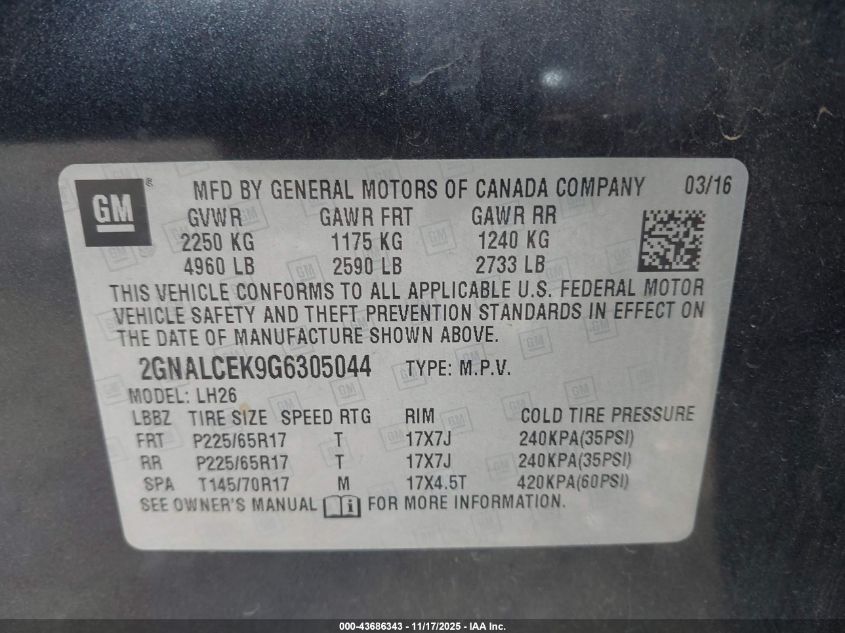 GM ® MFD BY GENERAL MOTORS OF CANADA COMPANY 03/16
GVWR GAWR FRT GAWR RR
2250 KG 1175 KG 1240 KG
4960 LB 2590 LB 2733 LB
THIS VEHICLE CONFORMS TO ALL APPLICABLE U.S. FEDERAL MOTOR
VEHICLE SAFETY AND THEFT PREVENTION STANDARDS IN EFFECT ON
THE DATE OF MANUFACTURE SHOWN ABOVE.
2GNALCEK9G6305044 TYPE: M.P.V.
MODEL: LH26
LBBZ TIRE SIZE SPEED RTG RIM COLD TIRE PRESSURE
FRT P225/65R17 T 17X7J 240KPA(35PSI)
RR P225/65R17 T 17X7J 240KPA(35PSI)
SPA T145/70R17 M 17X4.5T 420KPA(60PSI)
SEE OWNER'S MANUAL i FOR MORE INFORMATION.
000-43686343 - 11/17/2025 - IAA Inc.